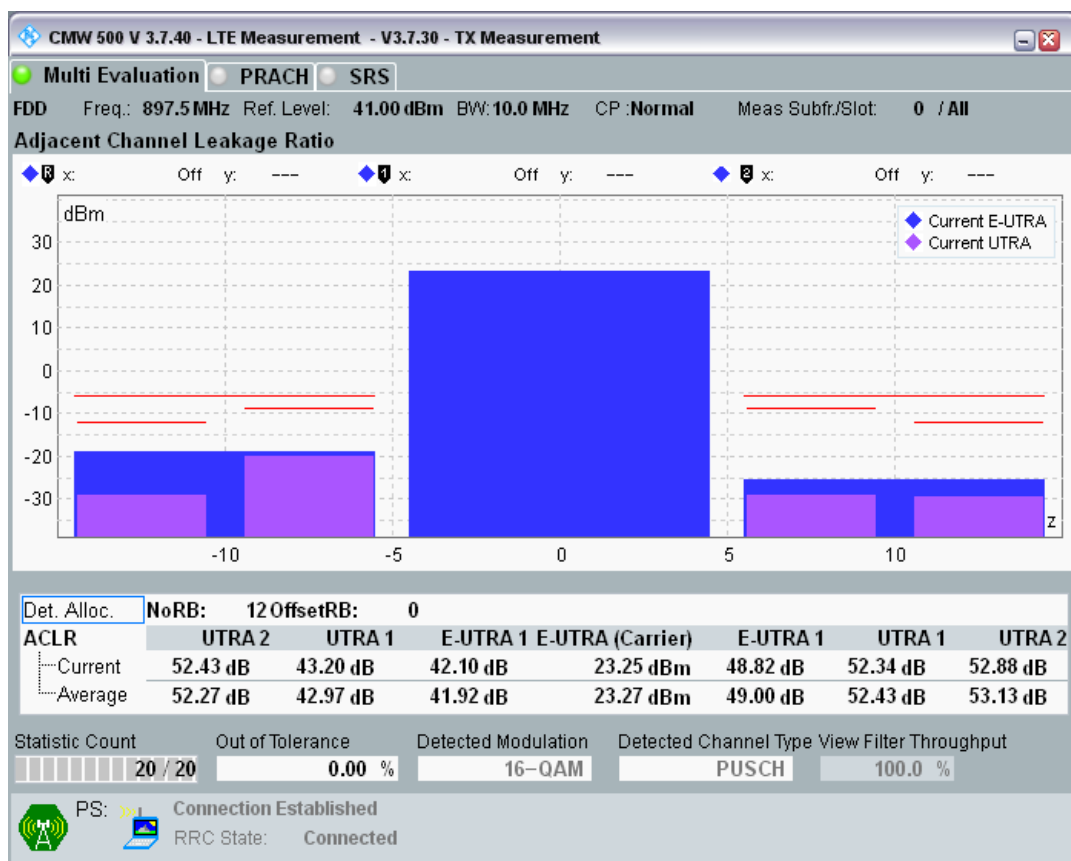 CMW 500 V 3.7.40 - LTE Measurement - V3.7.30 - TX Measurement
Multi Evaluation PRACH SRS
FDD Freq.: 897.5 MHz Ref. Level: 41.00 dBm BW: 10.0 MHz CP :Normal Meas Subfr./Slot: 0 / All
Adjacent Channel Leakage Ratio
R x: Off y: --- 1 x: Off y: --- 2 x: Off y: ---
dBm
Current E-UTRA
Current UTRA
30
20
10
0
-10
-20
-30
z
-10 -5 0 5 10
Det. Alloc. NoRB: 12 OffsetRB: 0
ACLR UTRA 2 UTRA 1 E-UTRA 1 E-UTRA (Carrier) E-UTRA 1 UTRA 1 UTRA 2
Current 52.43 dB 43.20 dB 42.10 dB 23.25 dBm 48.82 dB 52.34 dB 52.88 dB
Average 52.27 dB 42.97 dB 41.92 dB 23.27 dBm 49.00 dB 52.43 dB 53.13 dB
Statistic Count Out of Tolerance Detected Modulation Detected Channel Type View Filter Throughput
20 / 20 0.00 % 16-QAM PUSCH 100.0 %
PS: Connection Established
RRC State: Connected